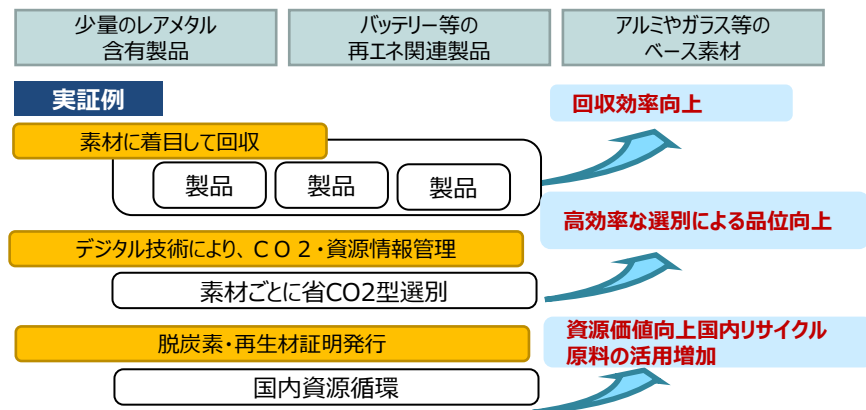 少量のレアメタル
含有製品
バッテリー等の
再エネ関連製品
アルミやガラス等の
ベース素材
実証例
回収効率向上
素材に着目して回収
製品
製品
製品
高効率な選別による品位向上
デジタル技術により、ＣＯ２・資源情報管理
素材ごとに省CO2型選別
資源価値向上国内リサイクル
原料の活用増加
脱炭素・再生材証明発行
国内資源循環